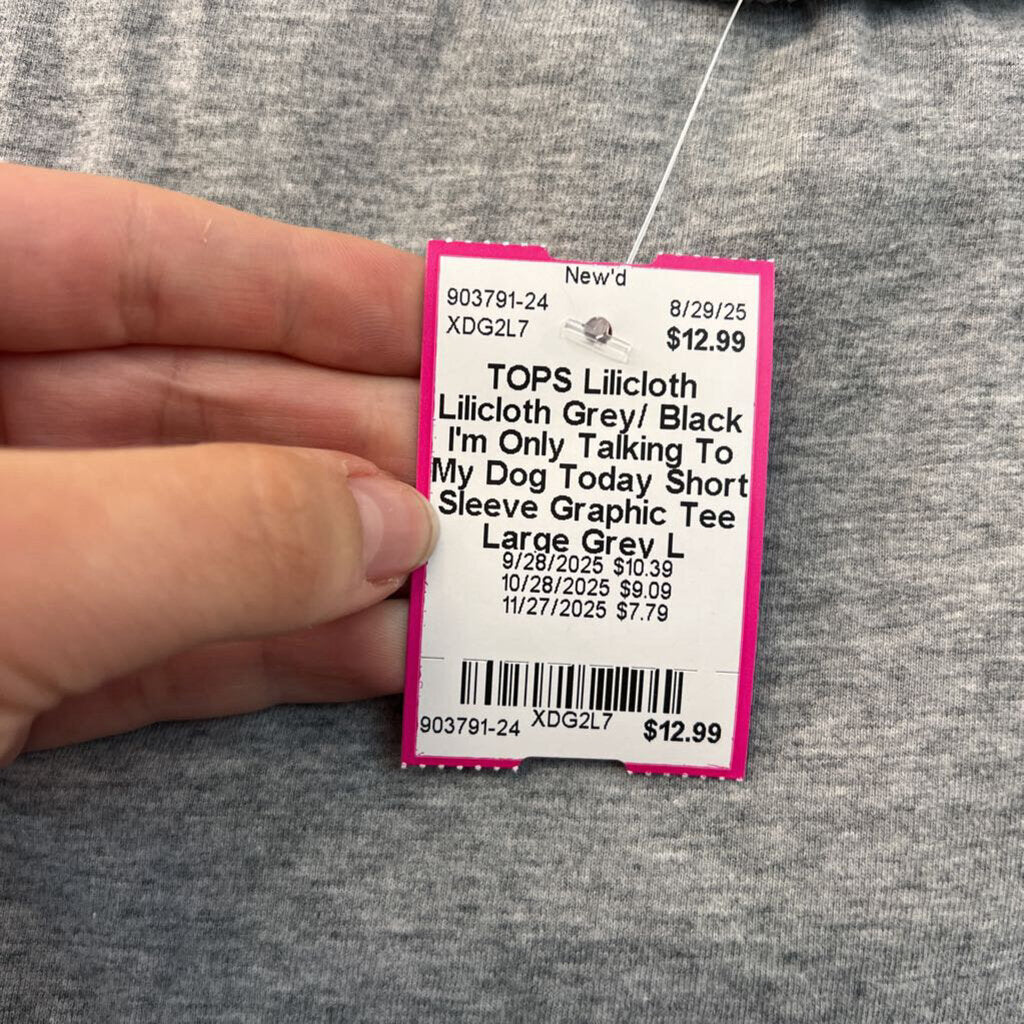 New'd
903791-24 8/29/25
XDG2L7 $12.99
TOPS Lilicloth
Lilicloth Grey/ Black
I'm Only Talking To
My Dog Today Short
Sleeve Graphic Tee
Large Grey L
9/28/2025 $10.39
10/28/2025 $9.09
11/27/2025 $7.79
903791-24 XDG2L7 $12.99